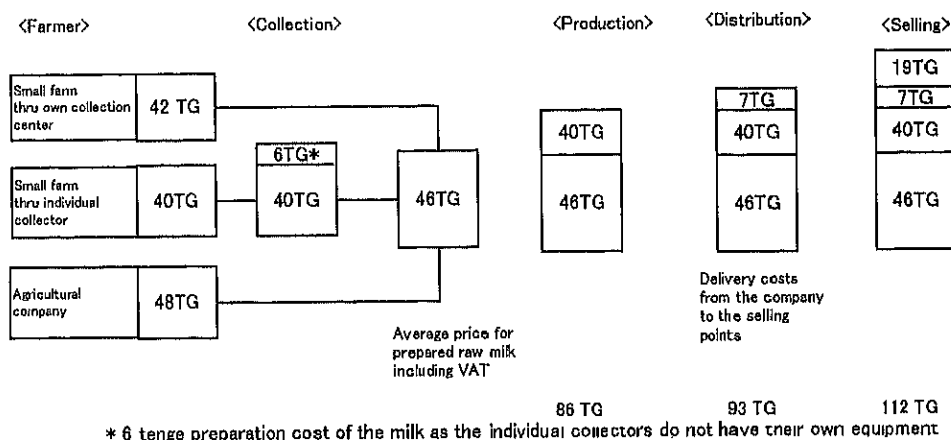 <Farmer> <Collection> <Production> <Distribution> <Selling>
Small farm
thru own collection
center
42 TG
Small farm
thru individual
collector
40TG
Agricultural
company
48TG
6TG*
40TG
46TG
Average price for
prepared raw milk
including VAT
40TG
46TG
86 TG
7TG
40TG
46TG
Delivery costs
from the company
to the selling
points
93 TG
19TG
7TG
40TG
46TG
112 TG
* 6 tenge preparation cost of the milk as the individual collectors do not have their own equipment